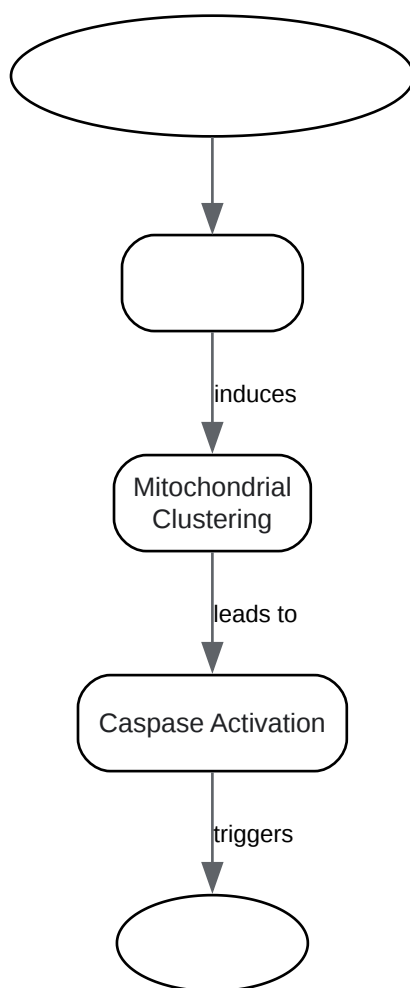 induces
Mitochondrial
Clustering
leads to
Caspase Activation
triggers